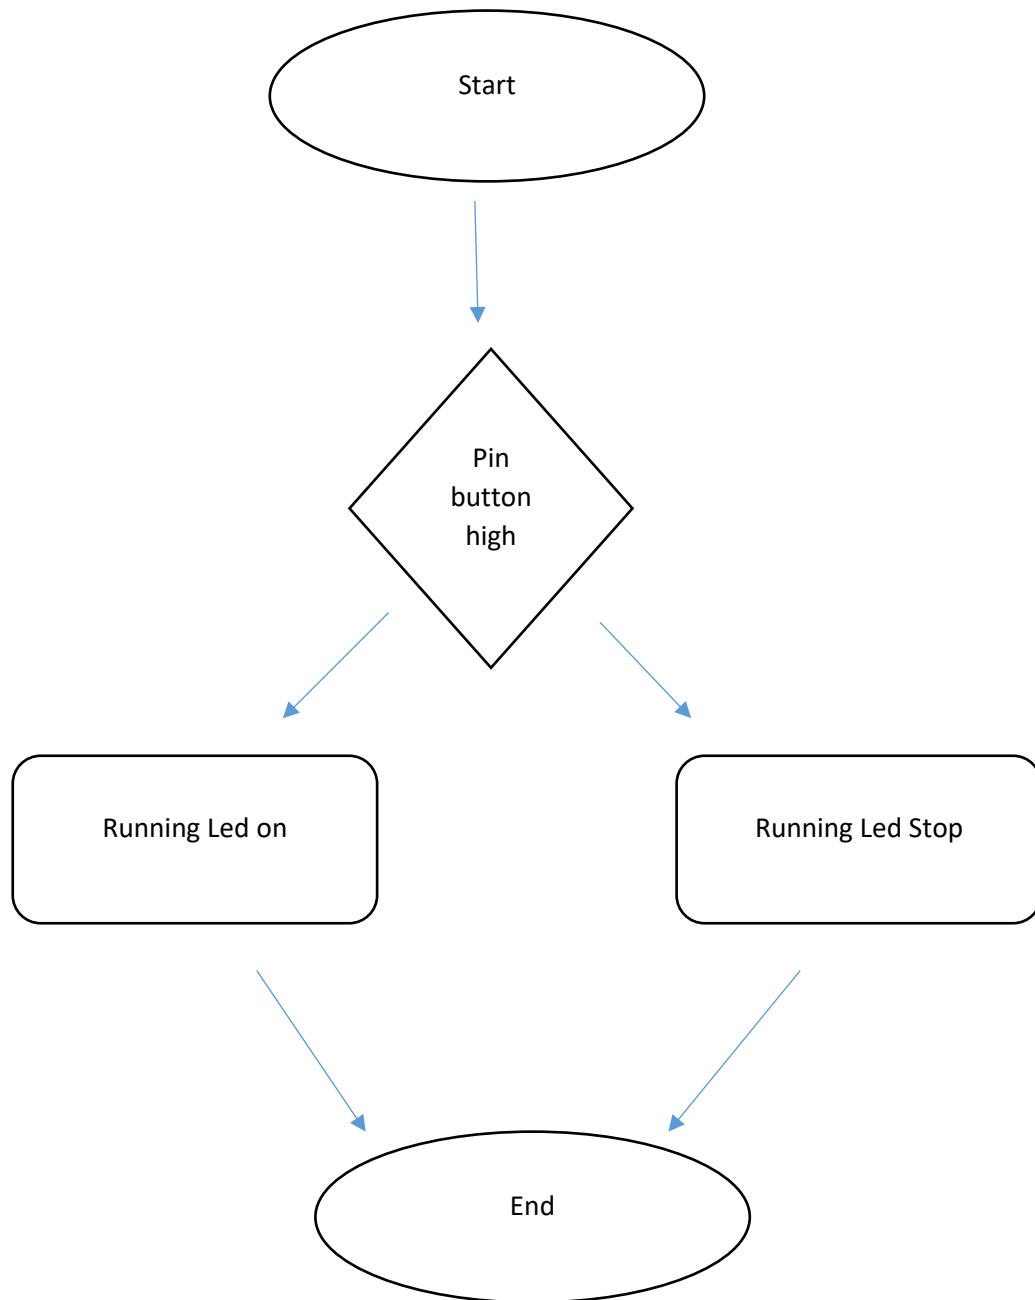 Start
Pin
button
high
Running Led on
Running Led Stop
End